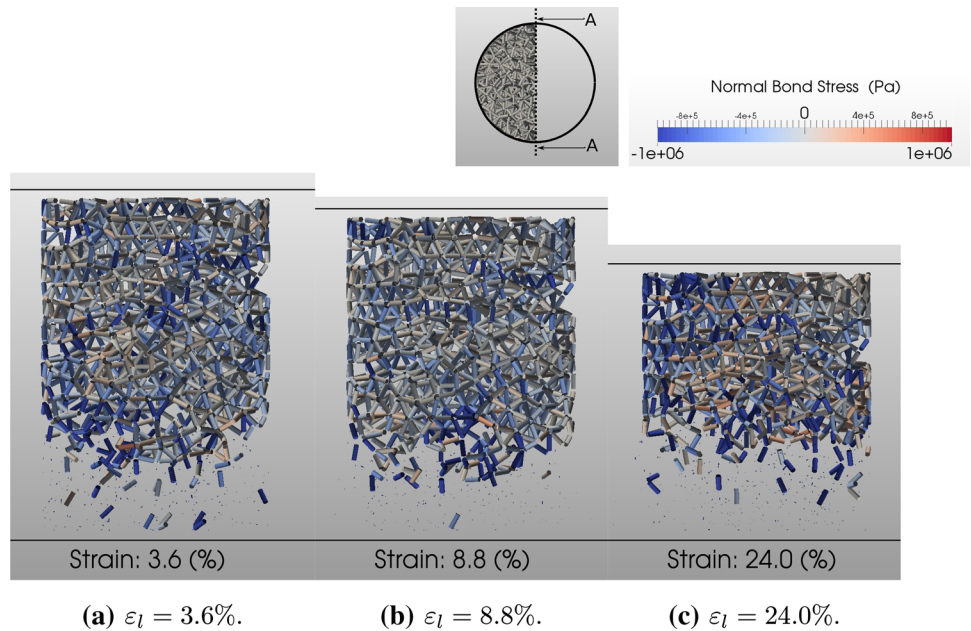 A
A
Normal Bond Stress (Pa)
-8e+5 -4e+5 0 4e+5 8e+5
-1e+06 1e+06
Strain: 3.6 (%) Strain: 8.8 (%) Strain: 24.0 (%)
(a) εl = 3.6%. (b) εl = 8.8%. (c) εl = 24.0%.